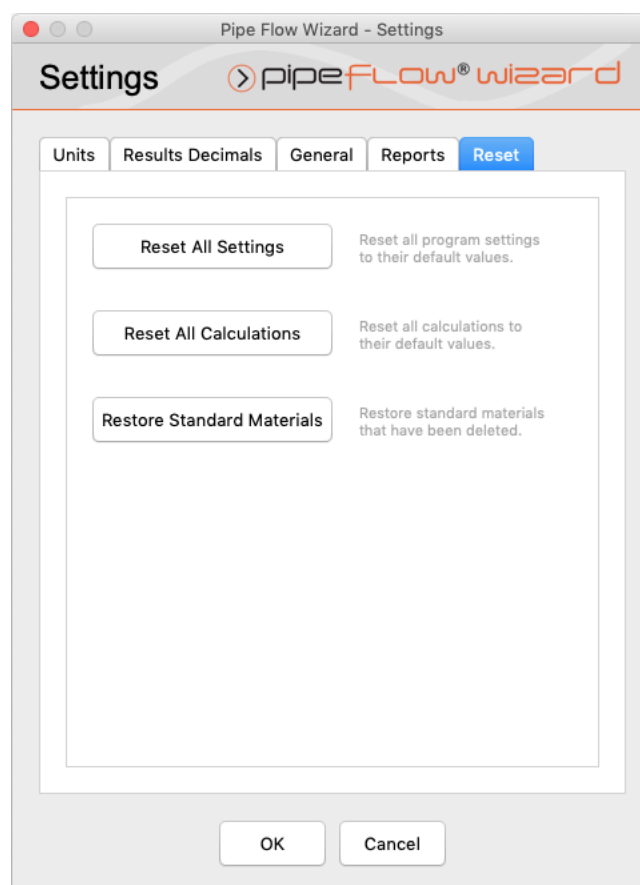 Pipe Flow Wizard - Settings
Settings
pipeFLOW® wizard
Units Results Decimals General Reports Reset
Reset All Settings
Reset all program settings
to their default values.
Reset All Calculations
Reset all calculations to
their default values.
Restore Standard Materials
Restore standard materials
that have been deleted.
OK Cancel